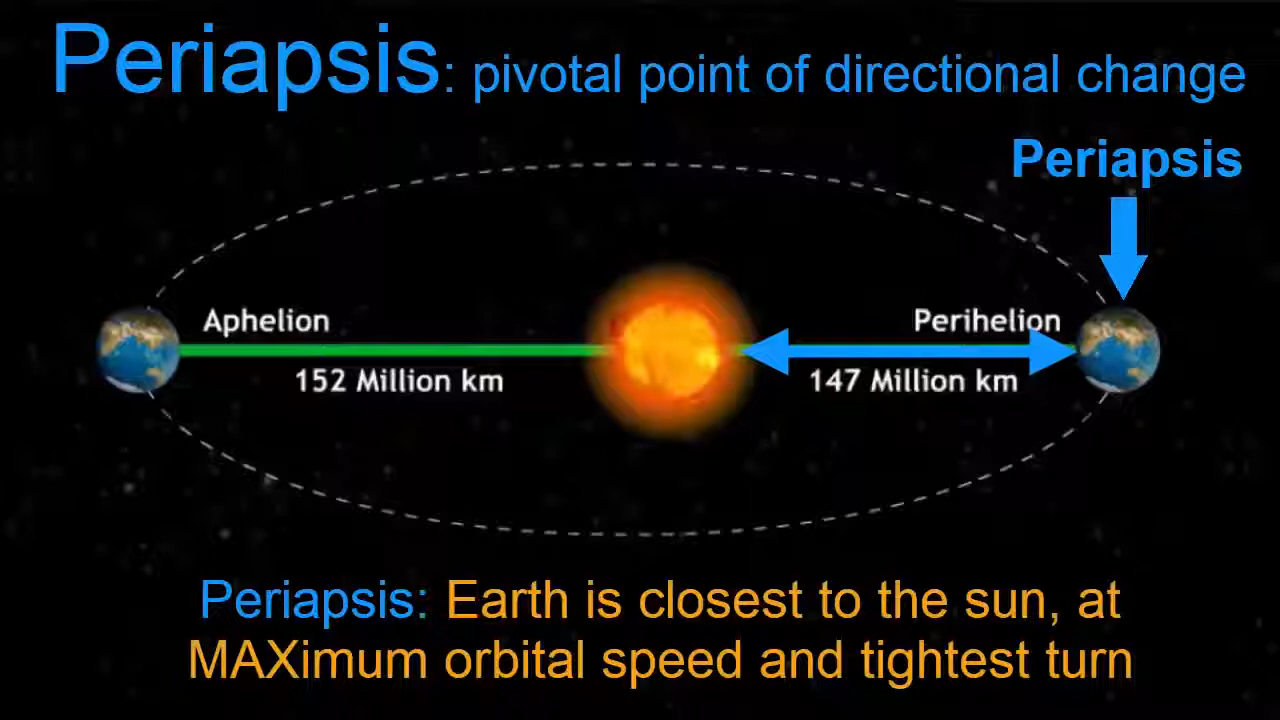 Periapsis: pivotal point of directional change
Periapsis
Aphelion
Perihelion
152 Million km
147 Million km
Periapsis: Earth is closest to the sun, at
MAXimum orbital speed and tightest turn